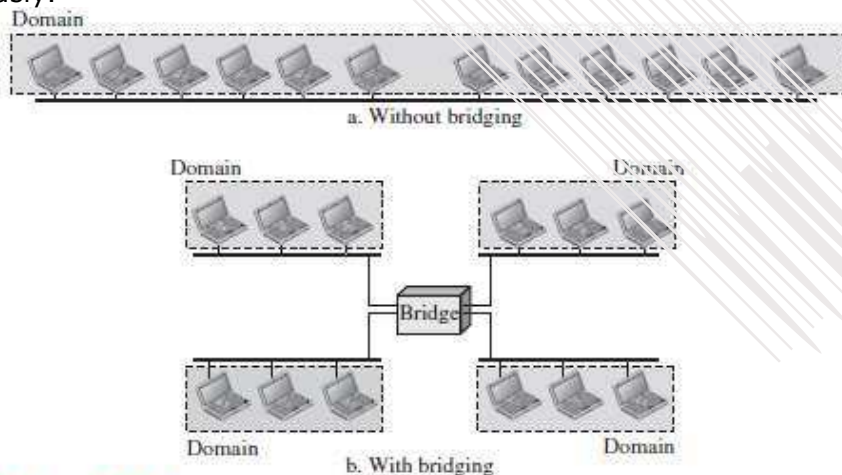 Domain
a. Without bridging
Domain
Domain
Bridge
Domain
Domain
b. With bridging